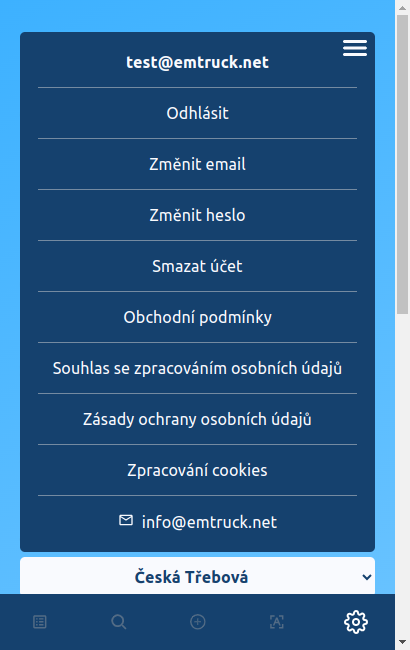 test@emtruck.net
Odhlásit
Změnit email
Změnit heslo
Smazat účet
Obchodní podmínky
Souhlas se zpracováním osobních údajů
Zásady ochrany osobních údajů
Zpracování cookies
info@emtruck.net
Česká Třebová
A